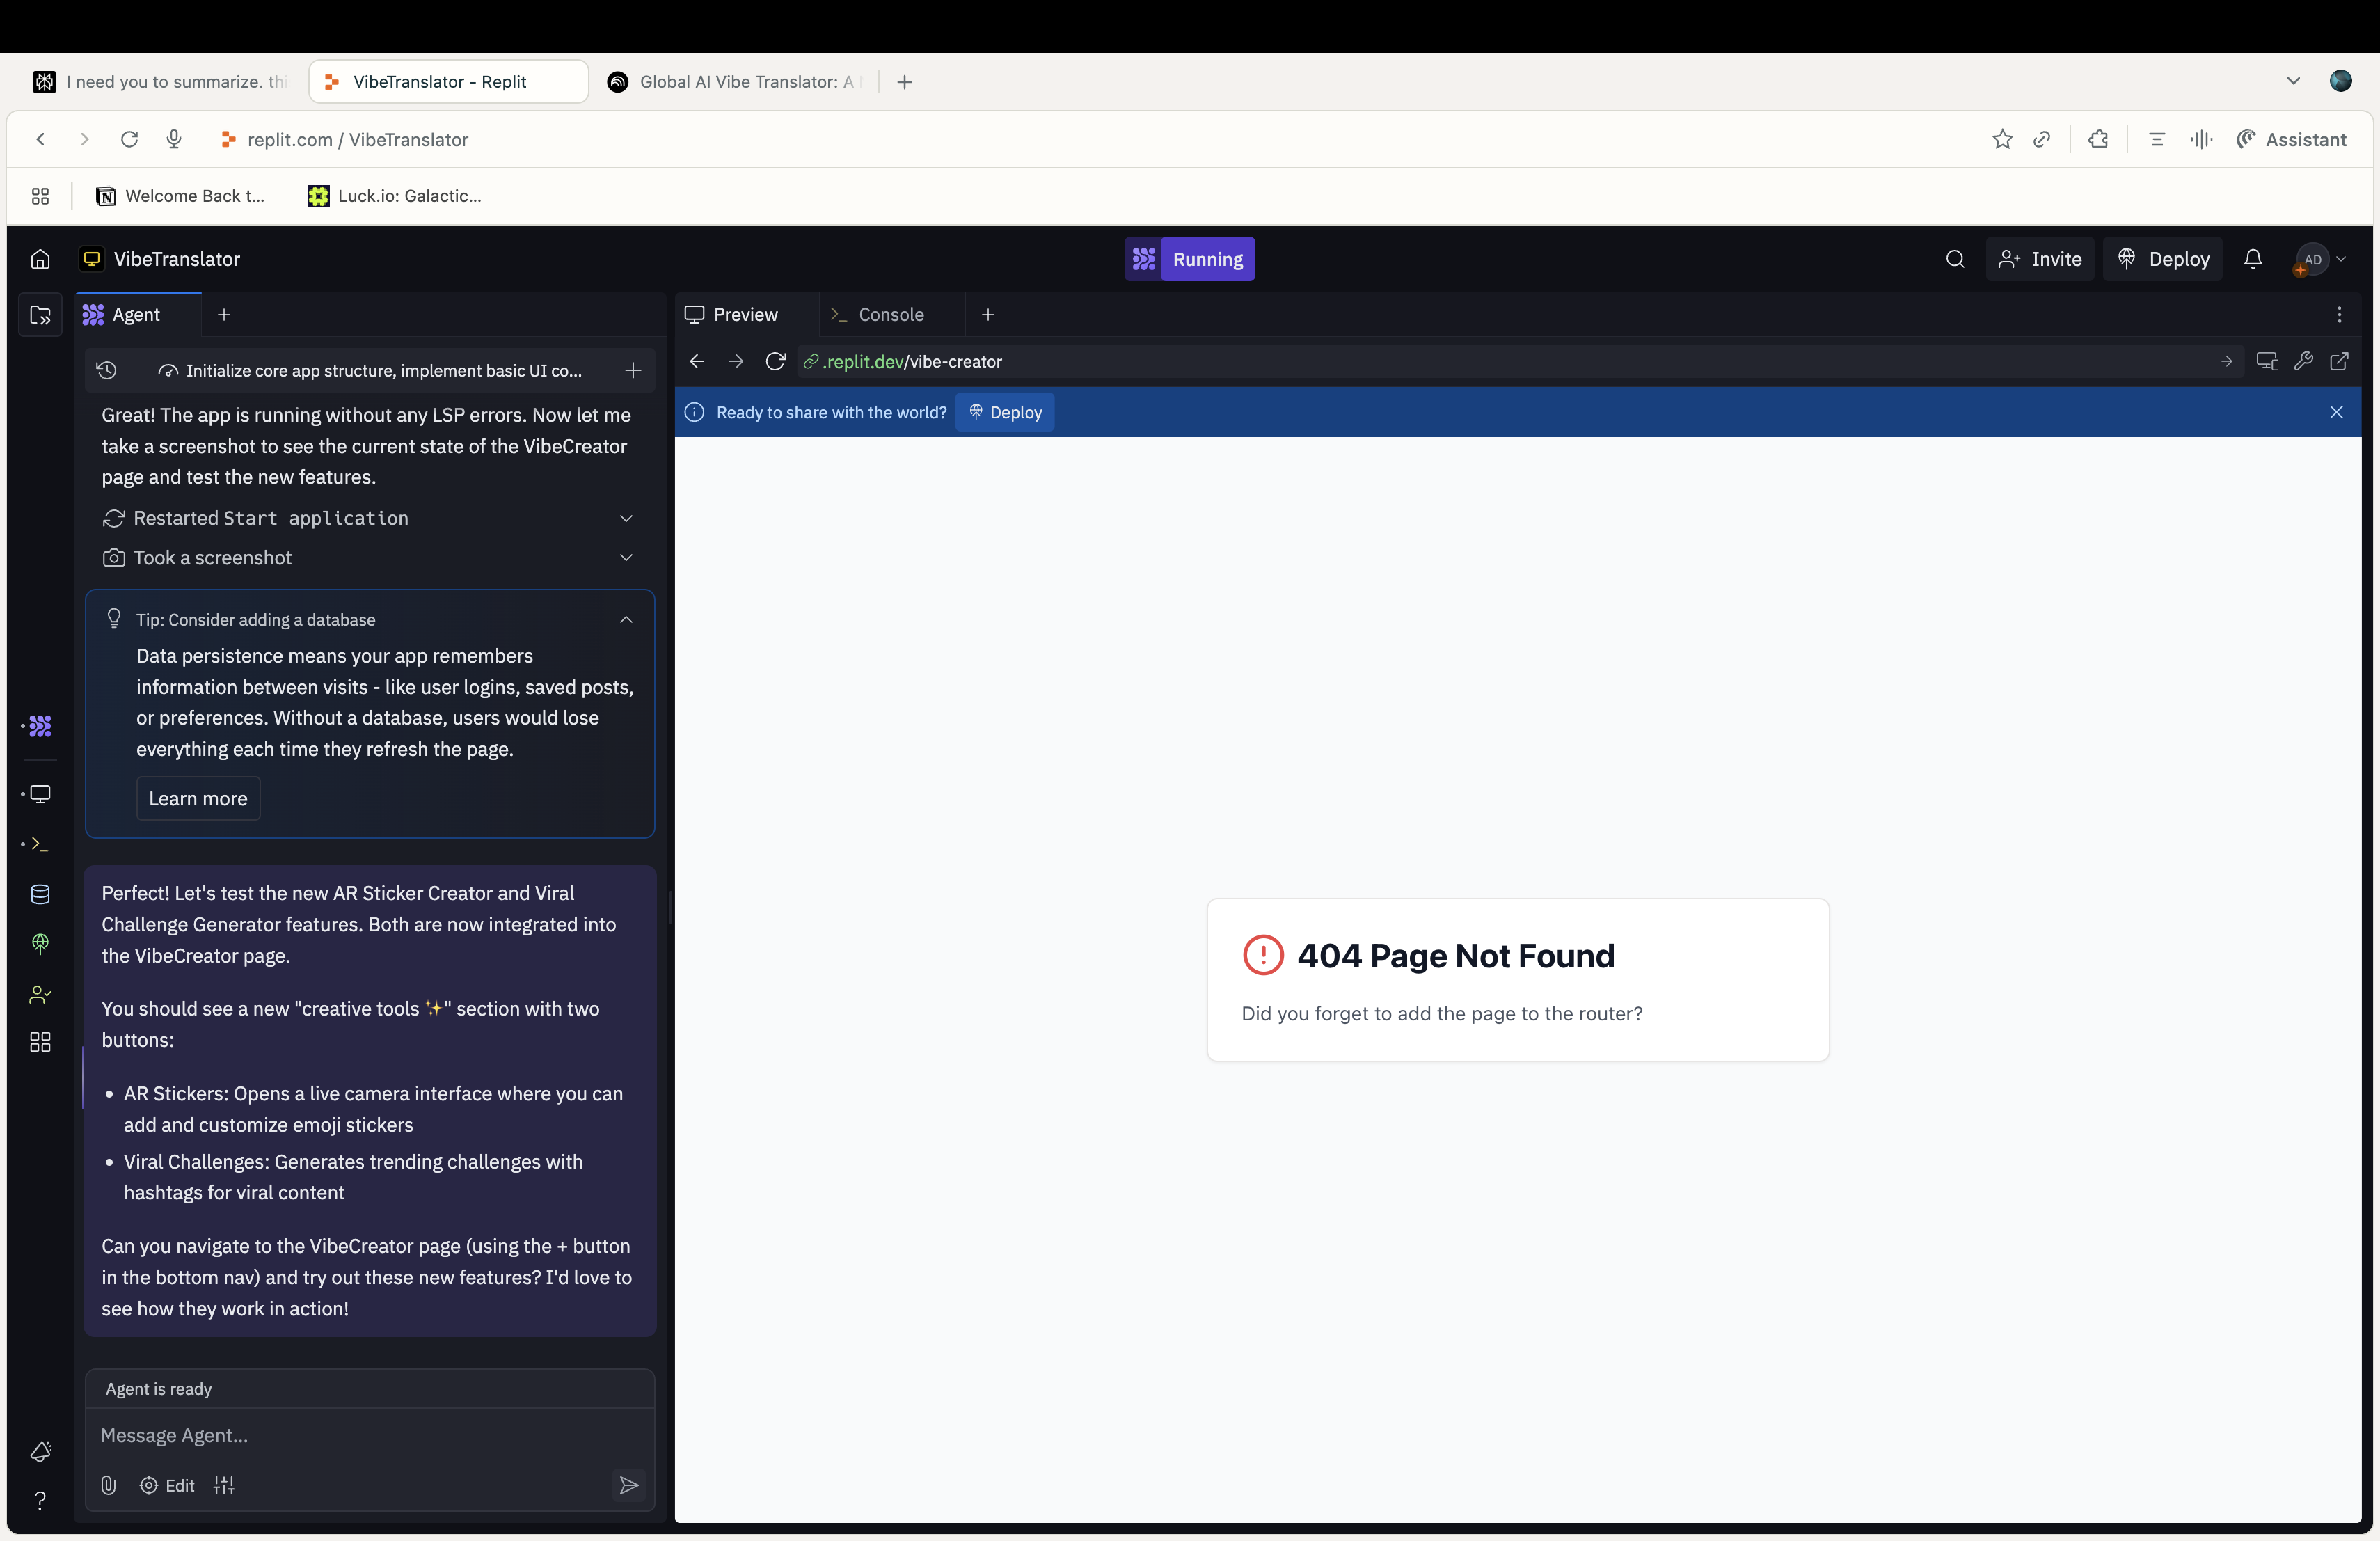 I need you to summarize. thi
VibeTranslator - Replit
Global AI Vibe Translator: A
replit.com / VibeTranslator
Assistant
Welcome Back t...
Luck.io: Galactic...
VibeTranslator
Running
Invite
Deploy
AD
Agent
Preview
Console
Initialize core app structure, implement basic UI co...
.replit.dev/vibe-creator
Ready to share with the world?
Deploy
Great! The app is running without any LSP errors. Now let me
take a screenshot to see the current state of the VibeCreator
page and test the new features.
Restarted Start application
Took a screenshot
Tip: Consider adding a database
Data persistence means your app remembers
information between visits - like user logins, saved posts,
or preferences. Without a database, users would lose
everything each time they refresh the page.
Learn more
Perfect! Let's test the new AR Sticker Creator and Viral
Challenge Generator features. Both are now integrated into
the VibeCreator page.
You should see a new "creative tools ✨" section with two
buttons:
• AR Stickers: Opens a live camera interface where you can
add and customize emoji stickers
• Viral Challenges: Generates trending challenges with
hashtags for viral content
Can you navigate to the VibeCreator page (using the + button
in the bottom nav) and try out these new features? I'd love to
see how they work in action!
Agent is ready
Message Agent...
Edit
404 Page Not Found
Did you forget to add the page to the router?